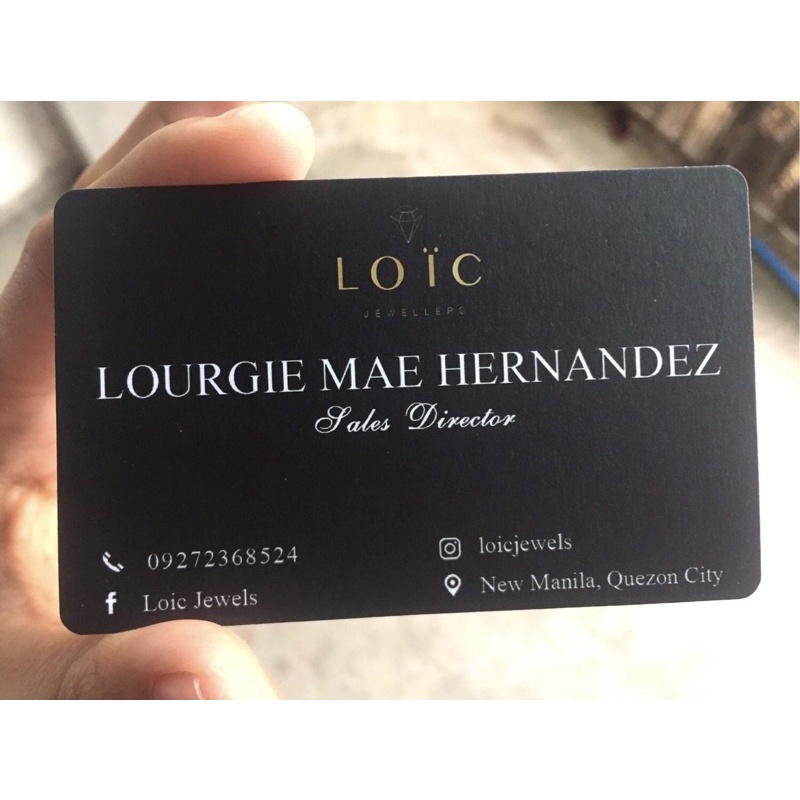 LOÏC
JEWELLERS
LOURGIE MAE HERNANDEZ
Sales Director
09272368524
Loic Jewels
loicjewels
New Manila, Quezon City